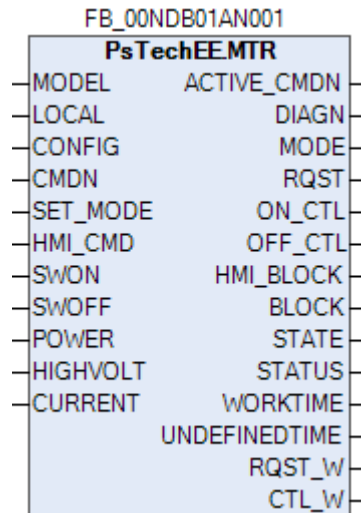 FB_00NDB01AN001
PsTechEE.MTR
MODEL ACTIVE_CMDN
LOCAL DIAGN
CONFIG MODE
CMDN RQST
SET_MODE ON_CTL
HMI_CMD OFF_CTL
SWON HMI_BLOCK
SWOFF BLOCK
POWER STATE
HIGHVOLT STATUS
CURRENT WORKTIME
UNDEFINEDTIME
RQST_W
CTL_W